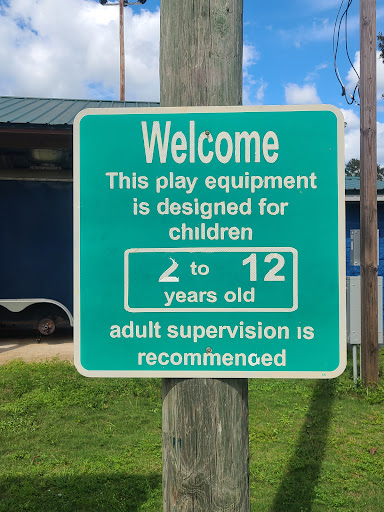 Welcome
This play equipment
is designed for
children
2 to 12
years old
adult supervision is
recommended